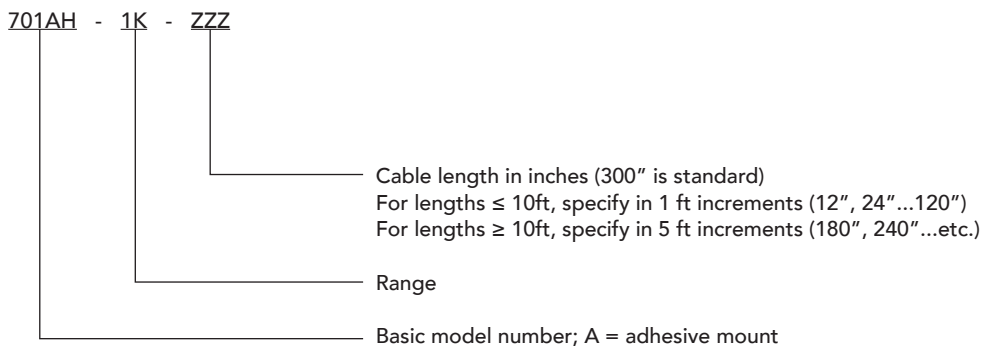 701AH - 1K - ZZZ
Cable length in inches (300” is standard)
For lengths ≤ 10ft, specify in 1 ft increments (12”, 24”...120”)
For lengths ≥ 10ft, specify in 5 ft increments (180”, 240”...etc.)
Range
Basic model number; A = adhesive mount